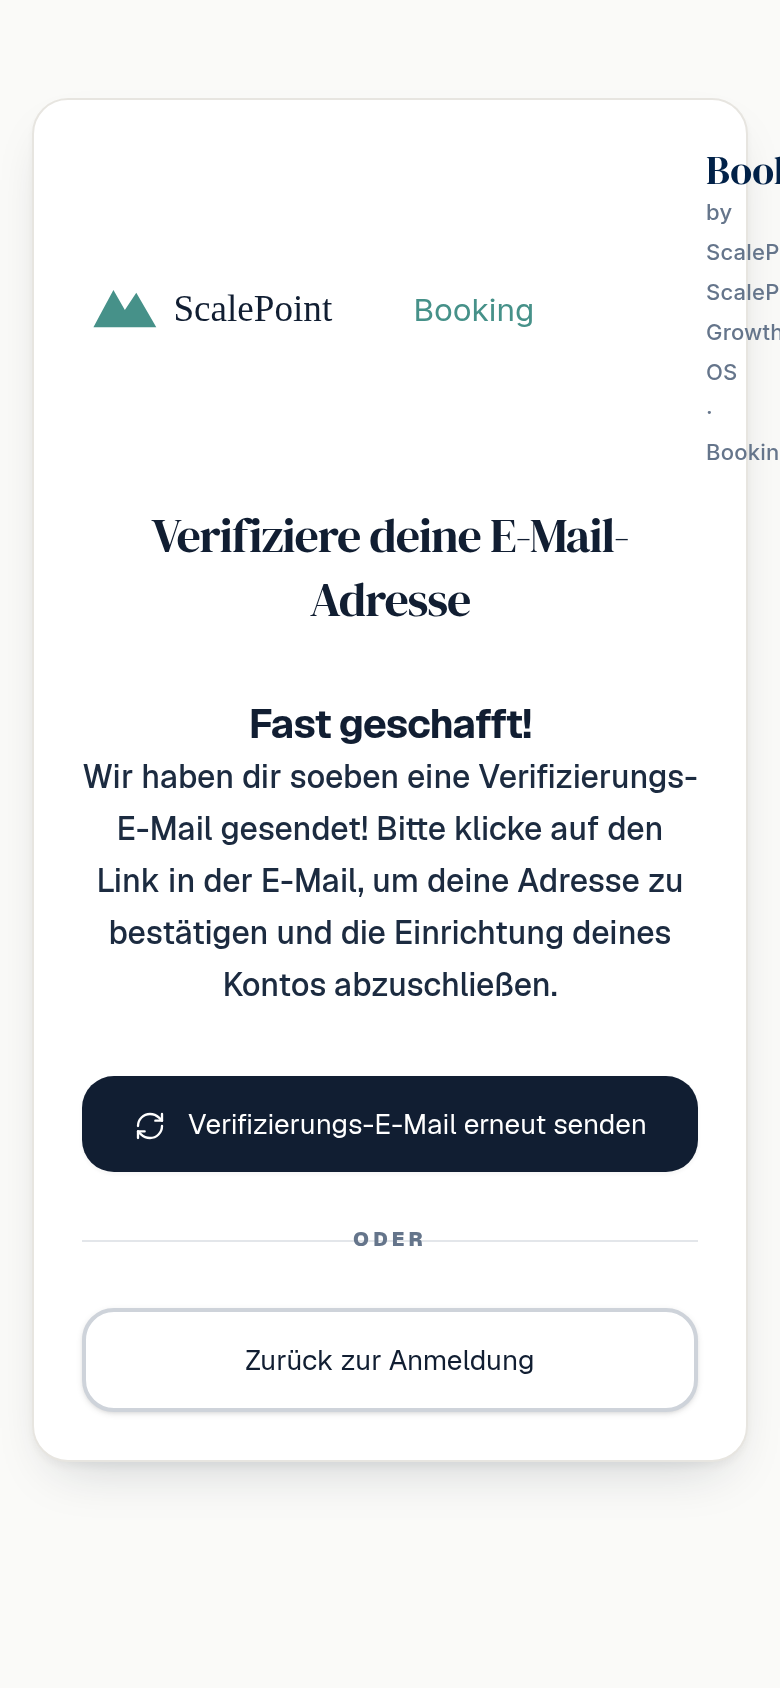 ScalePoint Booking
by
OS
·
Verifiziere deine E-Mail-
Adresse
Fast geschafft!
Wir haben dir soeben eine Verifizierungs-
E-Mail gesendet! Bitte klicke auf den
Link in der E-Mail, um deine Adresse zu
bestätigen und die Einrichtung deines
Kontos abzuschließen.
Verifizierungs-E-Mail erneut senden
ODER
Zurück zur Anmeldung